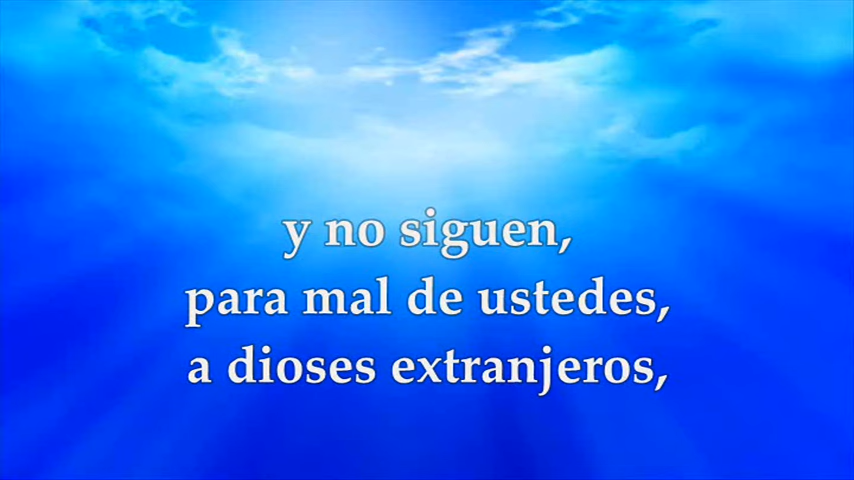 y no siguen,
para mal de ustedes,
a dioses extranjeros,